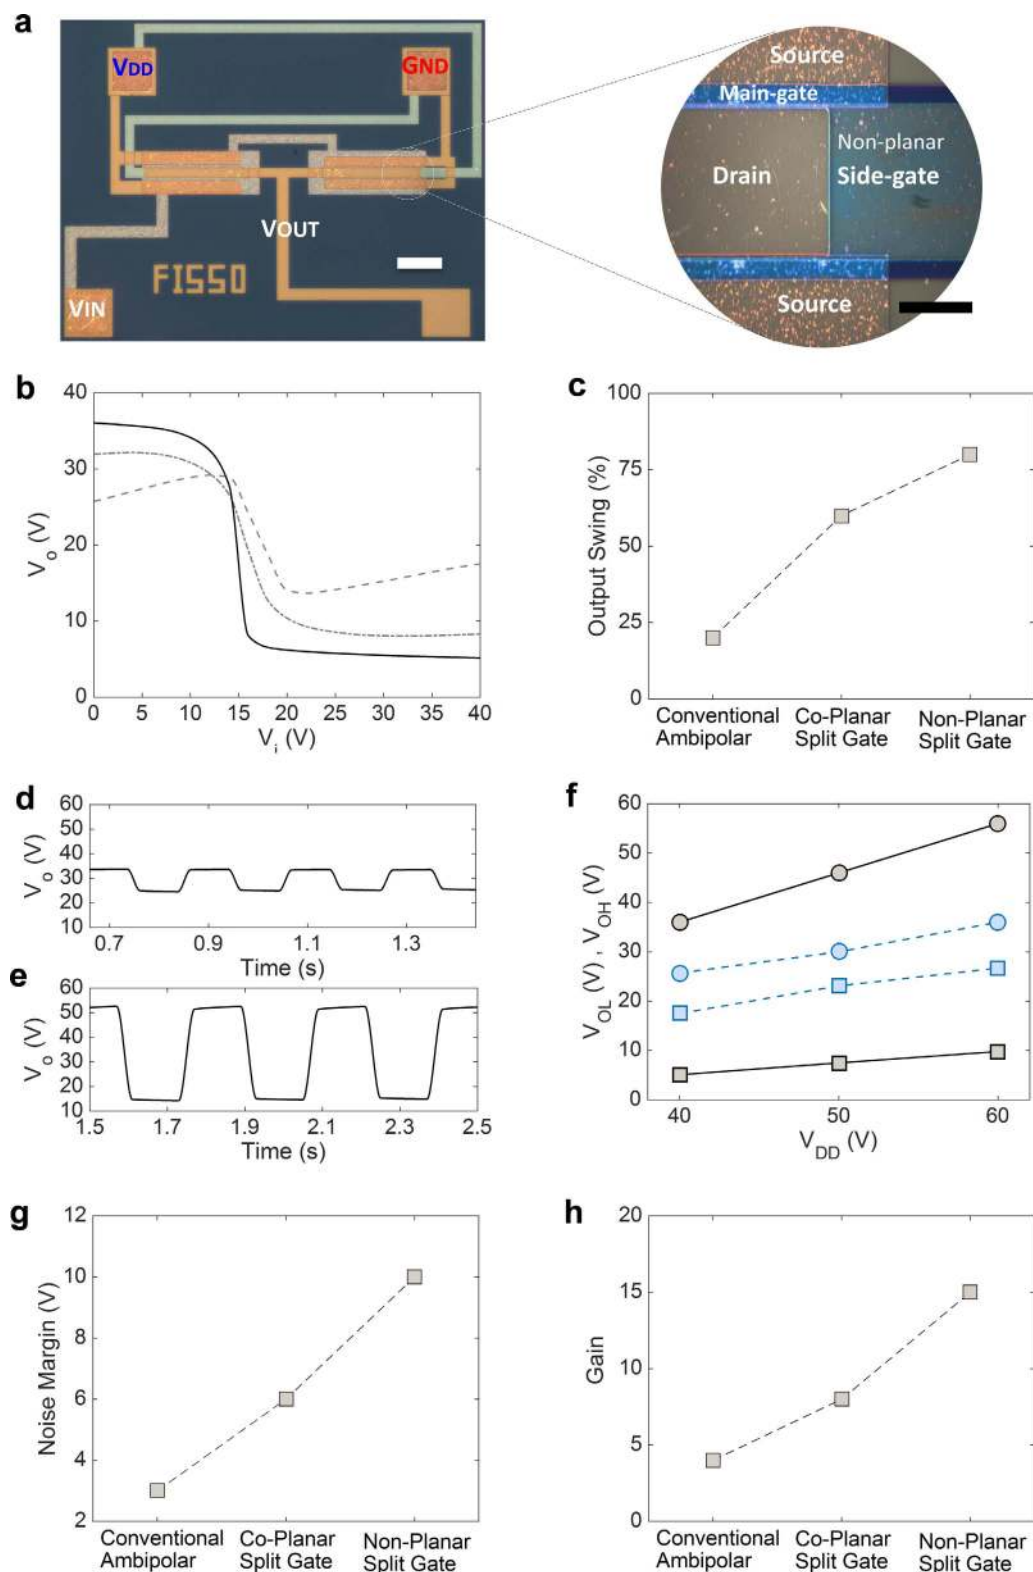 a
VDD
GND
VOUT
FISSO
VIN
Source
Main-gate
Non-planar
Drain
Side-gate
Source
b
40
30
20
10
0
Vo (V)
0 5 10 15 20 25 30 35 40
Vi (V)
c
100
75
50
25
0
Output Swing (%)
Conventional Ambipolar
Co-Planar Split Gate
Non-Planar Split Gate
d
60
50
40
30
20
10
Vo (V)
0.7 0.9 1.1 1.3
Time (s)
e
60
50
40
30
20
10
Vo (V)
1.5 1.7 1.9 2.1 2.3 2.5
Time (s)
f
60
50
40
30
20
10
0
VOL (V) , VOH (V)
40 50 60
VDD (V)
g
12
10
8
6
4
2
Noise Margin (V)
Conventional Ambipolar
Co-Planar Split Gate
Non-Planar Split Gate
h
20
15
10
5
0
Gain
Conventional Ambipolar
Co-Planar Split Gate
Non-Planar Split Gate